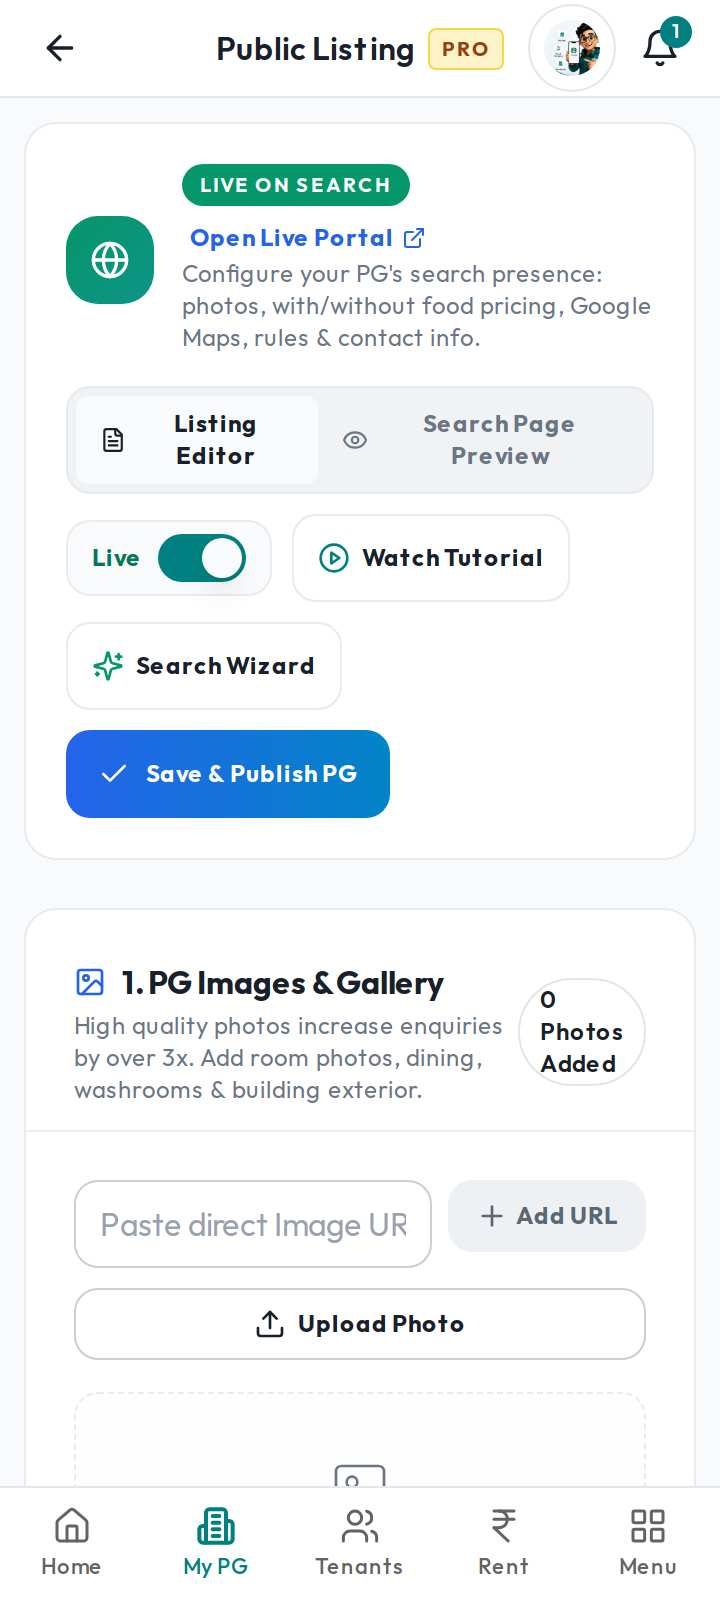 Public Listing
PRO
1
LIVE ON SEARCH
Open Live Portal
Configure your PG's search presence:
photos, with/without food pricing, Google
Maps, rules & contact info.
Listing
Editor
Search Page
Preview
Live
Watch Tutorial
Search Wizard
Save & Publish PG
1. PG Images & Gallery
High quality photos increase enquiries
by over 3x. Add room photos, dining,
washrooms & building exterior.
0
Photos
Added
Paste direct Image UR
Add URL
Upload Photo
Home
My PG
Tenants
Rent
Menu